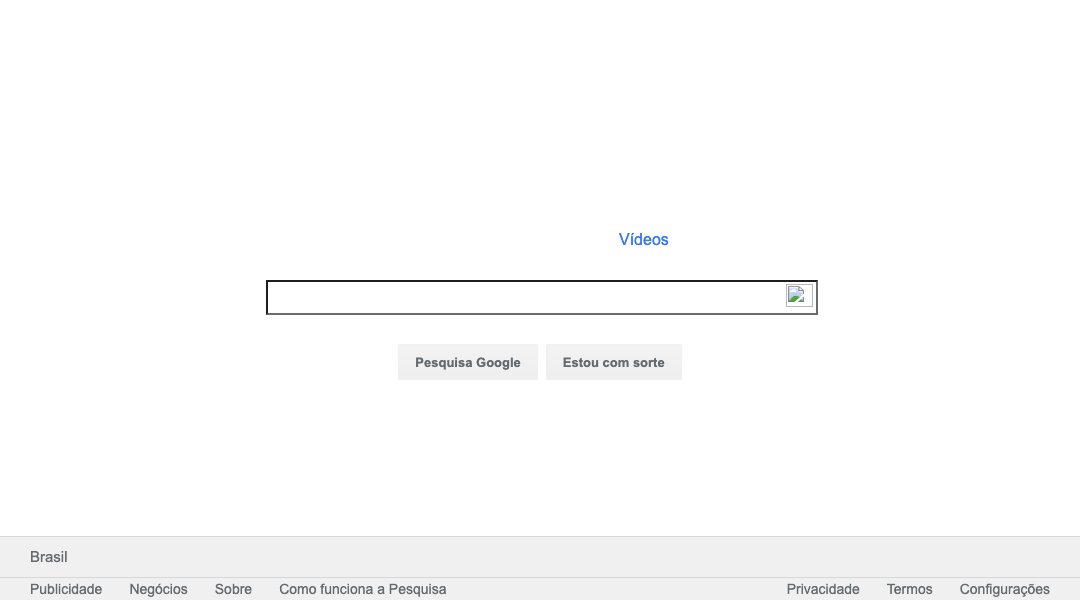 Vídeos
Pesquisa Google Estou com sorte
Brasil
Publicidade Negócios Sobre Como funciona a Pesquisa Privacidade Termos Configurações